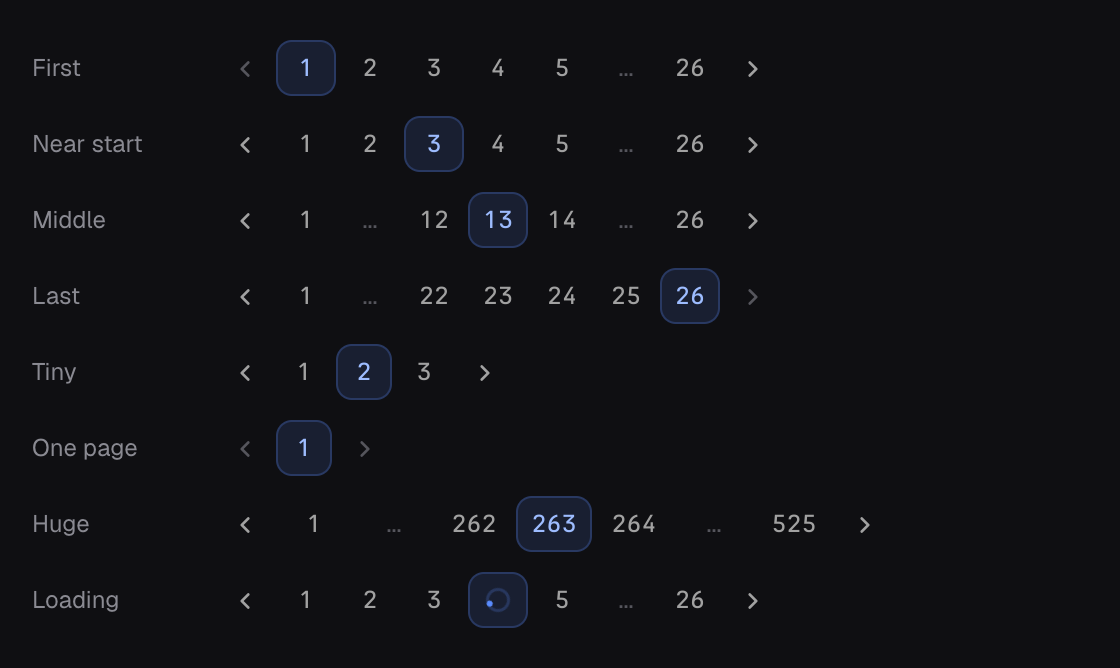 First ‹ 1 2 3 4 5 … 26 ›
Near start ‹ 1 2 3 4 5 … 26 ›
Middle ‹ 1 … 12 13 14 … 26 ›
Last ‹ 1 … 22 23 24 25 26 ›
Tiny ‹ 1 2 3 ›
One page ‹ 1 ›
Huge ‹ 1 … 262 263 264 … 525 ›
Loading ‹ 1 2 3 5 … 26 ›